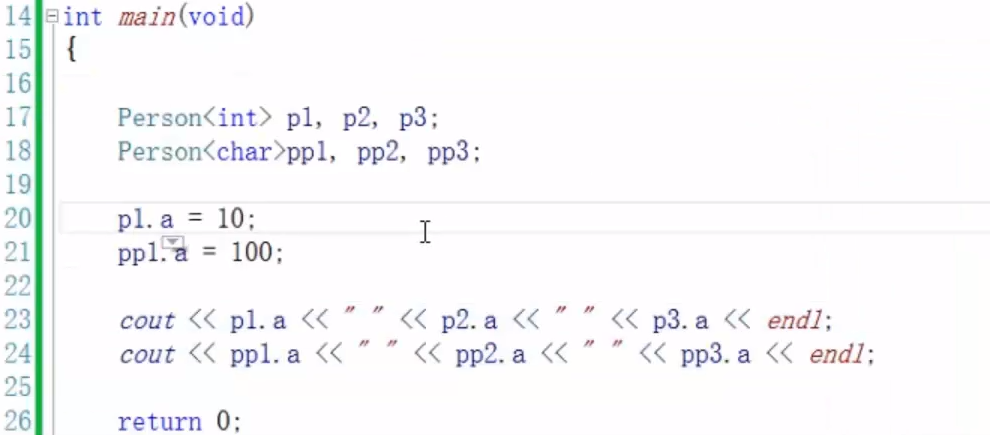 14 int main(void)
15 {
16
17 Person<int> p1, p2, p3;
18 Person<char>pp1, pp2, pp3;
19
20 p1.a = 10;
21 pp1.a = 100;
22
23 cout << p1.a << " " << p2.a << " " << p3.a << endl;
24 cout << pp1.a << " " << pp2.a << " " << pp3.a << endl;
25
26 return 0;